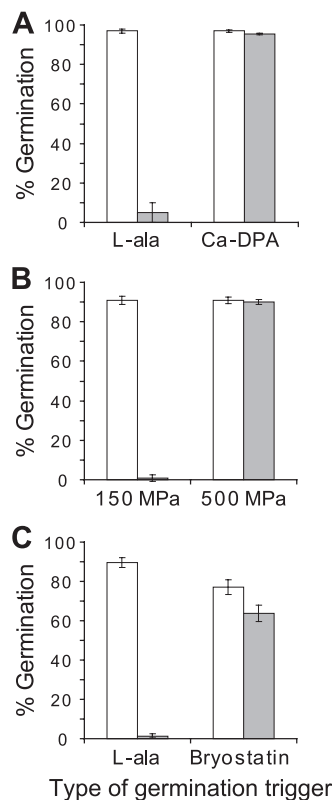 A
% Germination
100
80
60
40
20
0
L-ala Ca-DPA
B
% Germination
100
80
60
40
20
0
150 MPa 500 MPa
C
% Germination
100
80
60
40
20
0
L-ala Bryostatin
Type of germination trigger